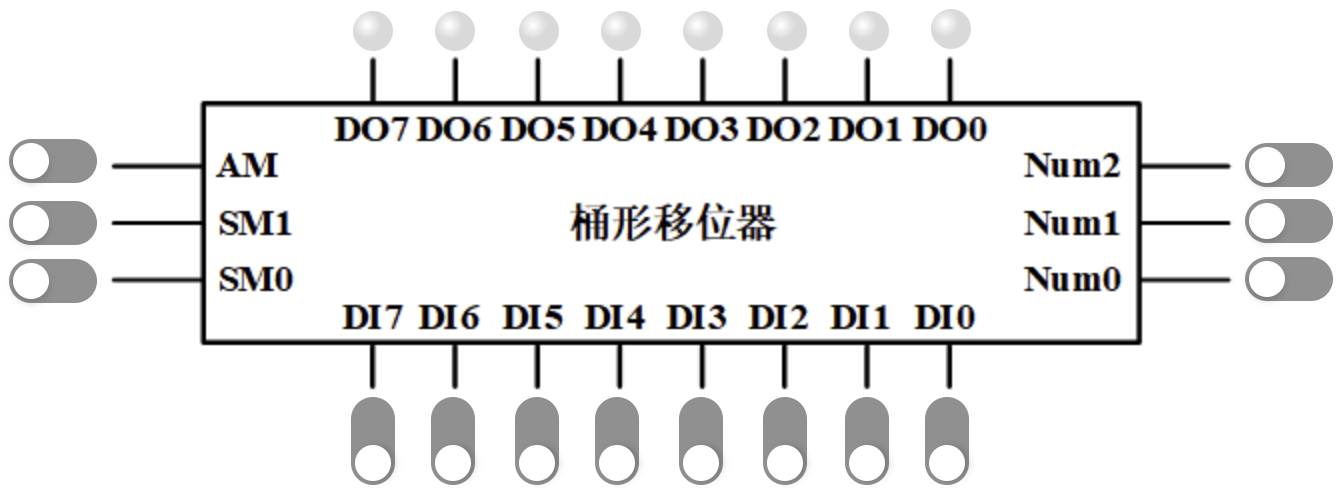 DO7 DO6 DO5 DO4 DO3 DO2 DO1 DO0
AM
Num2
SM1
桶形移位器
Num1
SM0
Num0
DI7 DI6 DI5 DI4 DI3 DI2 DI1 DI0